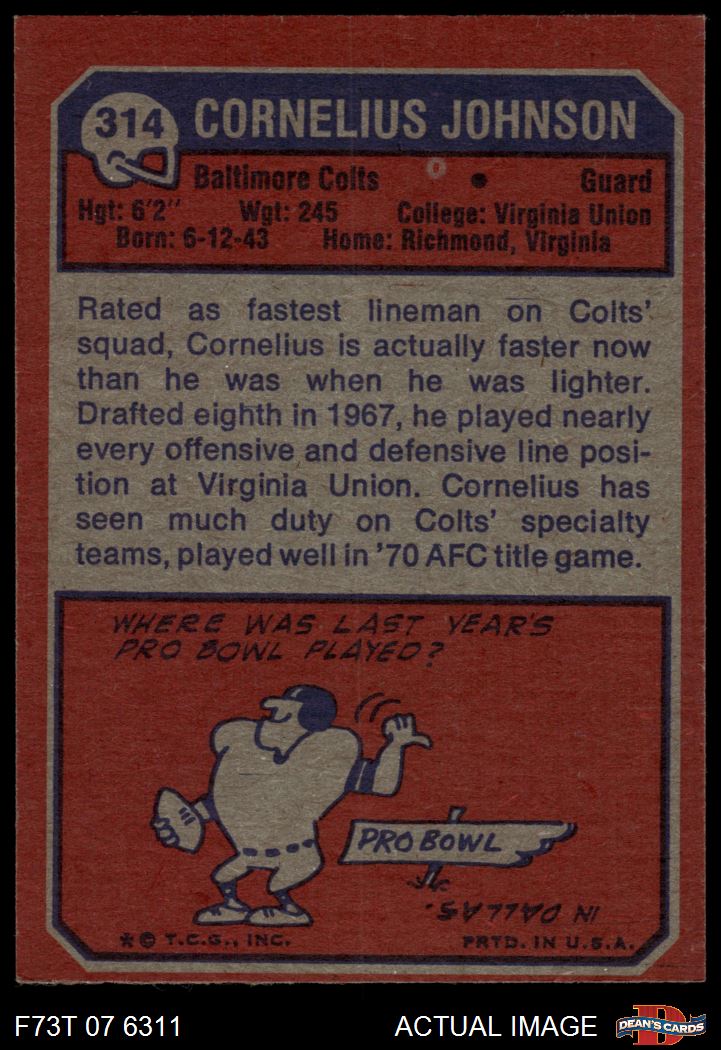 314 CORNELIUS JOHNSON
Baltimore Colts • Guard
Hgt: 6'2" Wgt: 245 College: Virginia Union
Born: 6-12-43 Home: Richmond, Virginia
Rated as fastest lineman on Colts'
squad, Cornelius is actually faster now
than he was when he was lighter.
Drafted eighth in 1967, he played nearly
every offensive and defensive line posi-
tion at Virginia Union. Cornelius has
seen much duty on Colts' specialty
teams, played well in '70 AFC title game.
WHERE WAS LAST YEAR'S
PRO BOWL PLAYED?
PRO BOWL
IN DALLAS.
* © T.C.G., INC. PRTD. IN U.S.A.
F73T 07 6311 ACTUAL IMAGE D DEAN'S CARDS